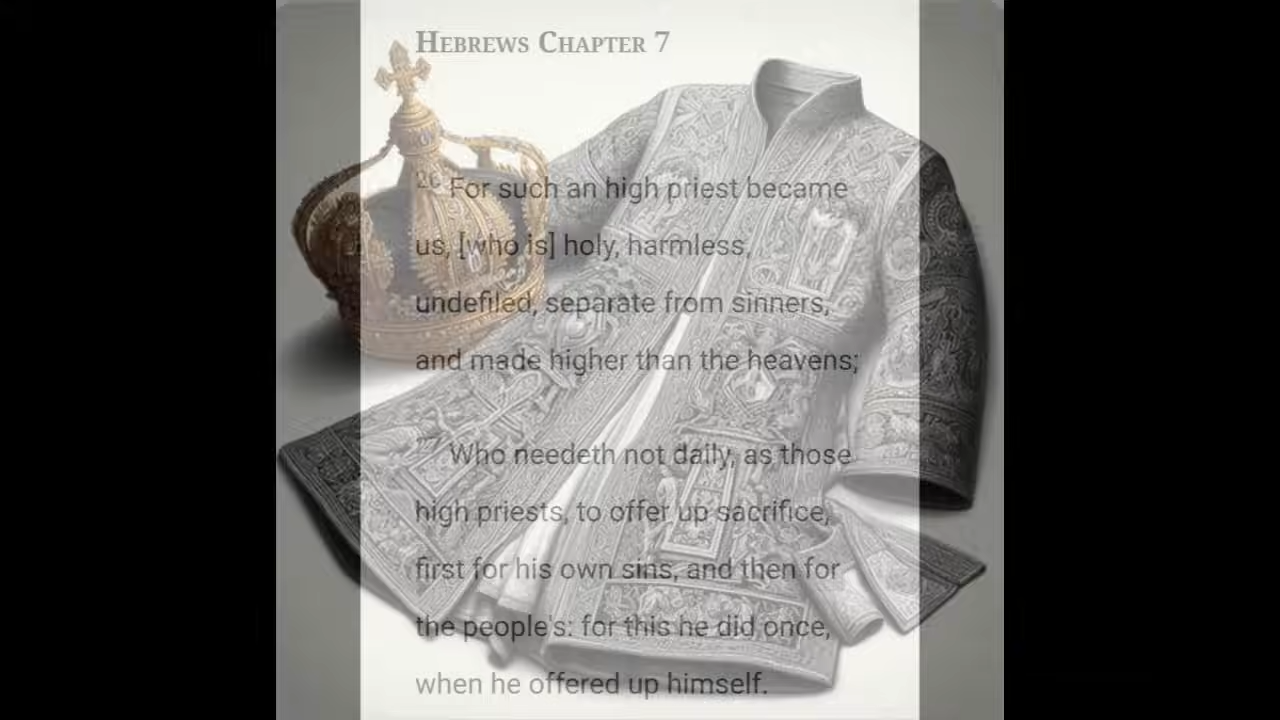 HEBREWS CHAPTER 7
26 For such an high priest became
us, [who is] holy, harmless,
undefiled, separate from sinners,
and made higher than the heavens;
Who needeth not daily, as those
high priests, to offer up sacrifice,
first for his own sins, and then for
the people's: for this he did once,
when he offered up himself.